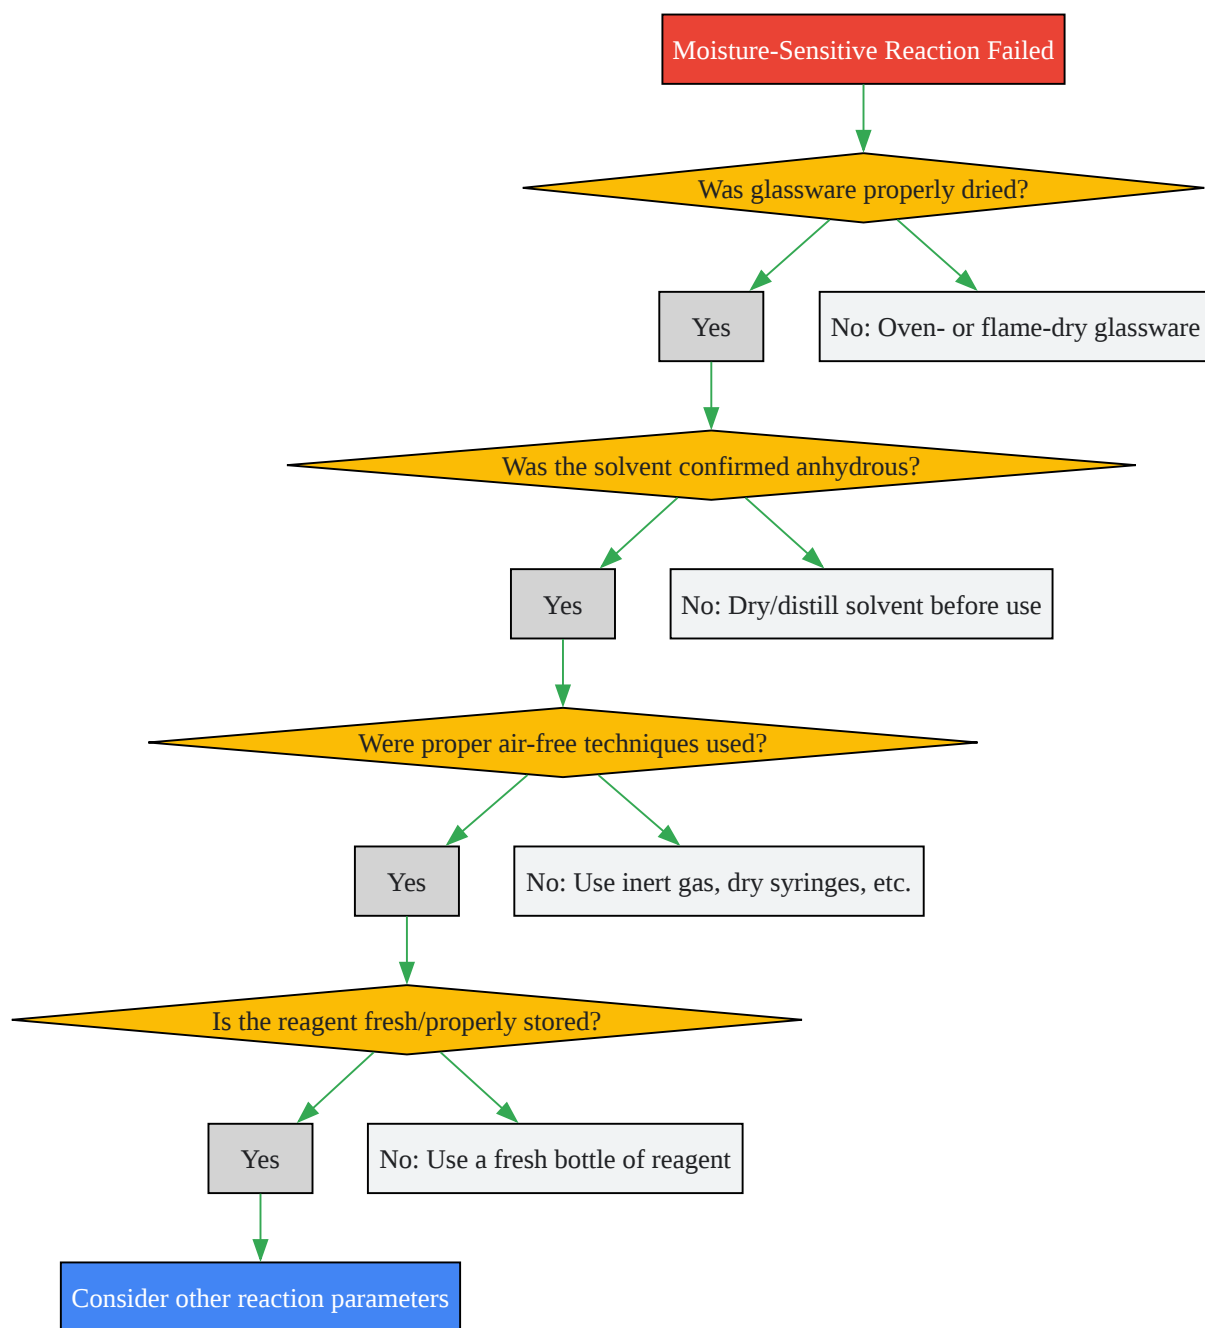 Moisture-Sensitive Reaction Failed
Was glassware properly dried?
Yes
No: Oven- or flame-dry glassware
Was the solvent confirmed anhydrous?
Yes
No: Dry/distill solvent before use
Were proper air-free techniques used?
Yes
No: Use inert gas, dry syringes, etc.
Is the reagent fresh/properly stored?
Yes
No: Use a fresh bottle of reagent
Consider other reaction parameters